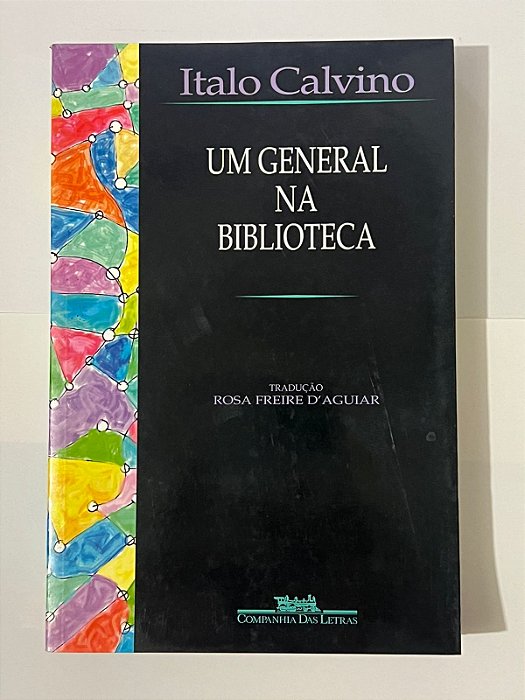 Italo Calvino
UM GENERAL
NA
BIBLIOTECA
TRADUÇÃO
ROSA FREIRE D'AGUIAR
COMPANHIA DAS LETRAS